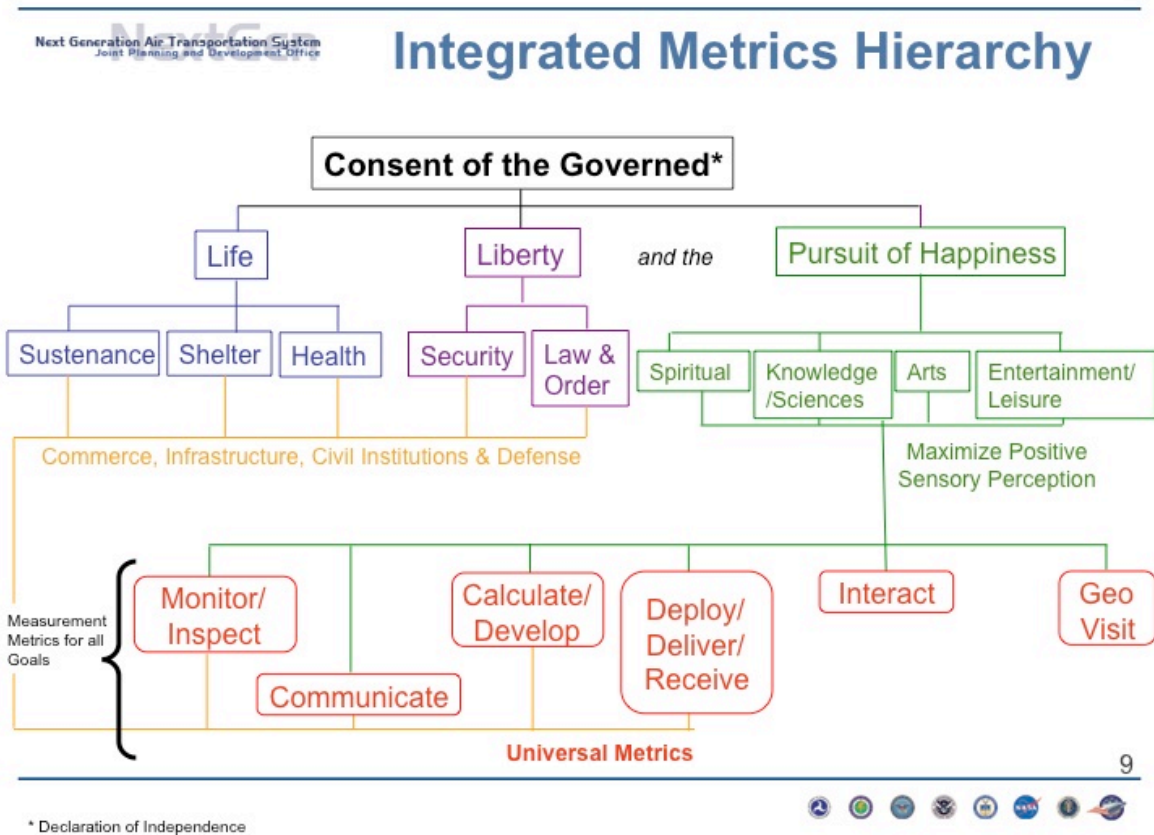 Next Generation Air Transportation System
Joint Planning and Development Office
NextGen
Integrated Metrics Hierarchy
Consent of the Governed*
Life
Liberty
and the
Pursuit of Happiness
Sustenance
Shelter
Health
Security
Law &
Order
Spiritual
Knowledge
/Sciences
Arts
Entertainment/
Leisure
Commerce, Infrastructure, Civil Institutions & Defense
Maximize Positive
Sensory Perception
Measurement
Metrics for all
Goals
Monitor/
Inspect
Communicate
Calculate/
Develop
Deploy/
Deliver/
Receive
Interact
Geo
Visit
Universal Metrics
9
* Declaration of Independence
NASA